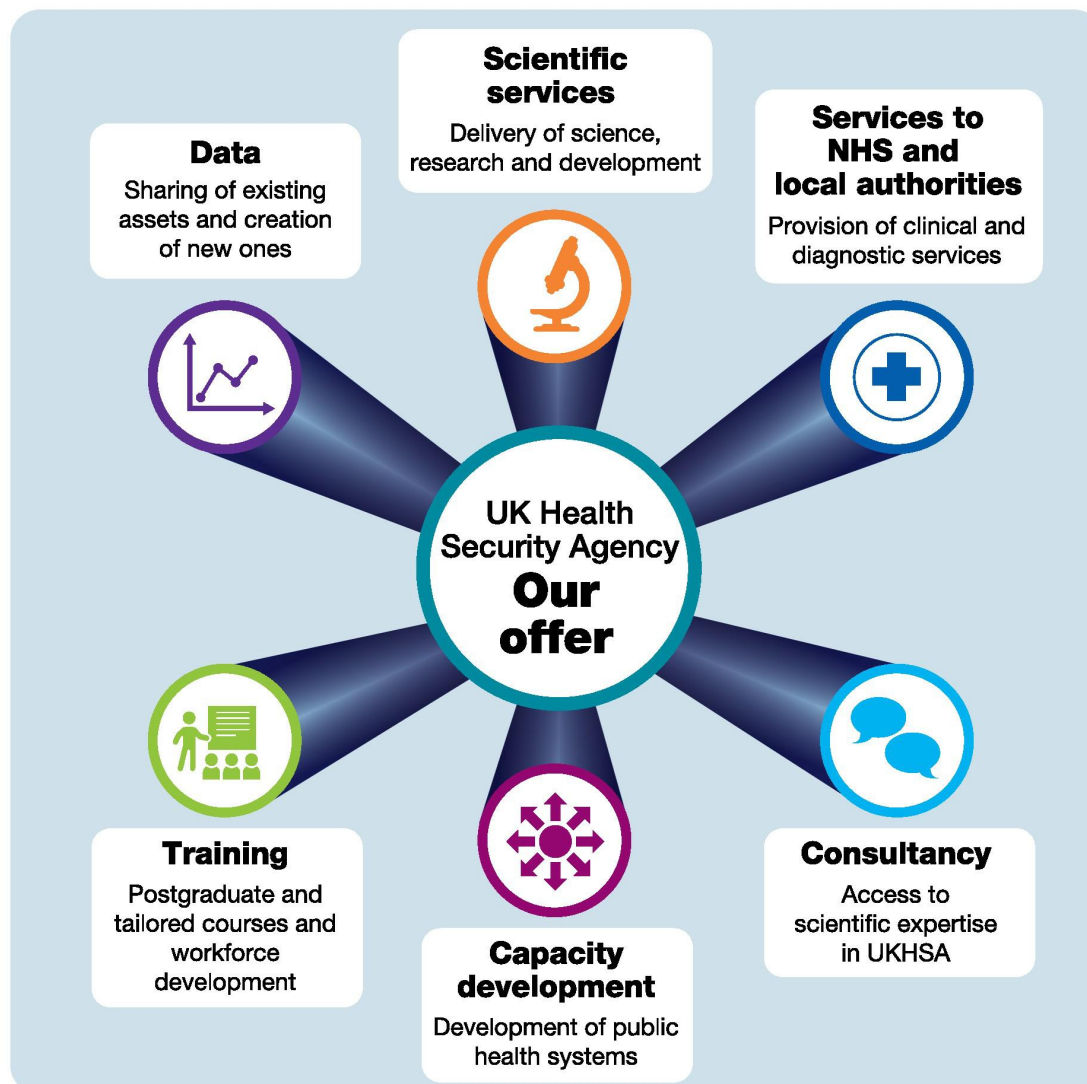 Scientific
services
Delivery of science,
research and development
Services to
NHS and
local authorities
Provision of clinical and
diagnostic services
Data
Sharing of existing
assets and creation
of new ones
UK Health
Security Agency
Our
offer
Training
Postgraduate and
tailored courses and
workforce
development
Capacity
development
Development of public
health systems
Consultancy
Access to
scientific expertise
in UKHSA